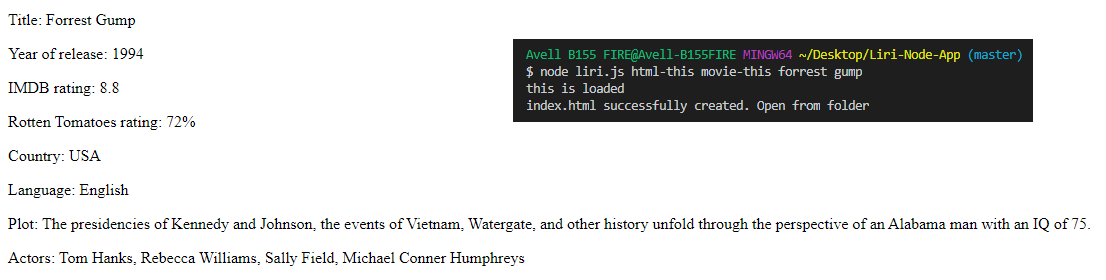 Title: Forrest Gump
Year of release: 1994
IMDB rating: 8.8
Rotten Tomatoes rating: 72%
Country: USA
Language: English
Plot: The presidencies of Kennedy and Johnson, the events of Vietnam, Watergate, and other history unfold through the perspective of an Alabama man with an IQ of 75.
Actors: Tom Hanks, Rebecca Williams, Sally Field, Michael Conner Humphreys
Avell B155 FIRE@Avell-B155FIRE MINGW64 ~/Desktop/Liri-Node-App (master)
$ node liri.js html-this movie-this forrest gump
this is loaded
index.html successfully created. Open from folder